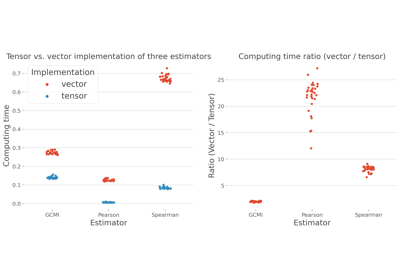 Tensor vs. vector implementation of three estimators
Implementation
vector
tensor
Computing time
0.7
0.6
0.5
0.4
0.3
0.2
0.1
0.0
GCMI
Pearson
Spearman
Estimator
Computing time ratio (vector / tensor)
Ratio (Vector / Tensor)
25
20
15
10
5
GCMI
Pearson
Spearman
Estimator